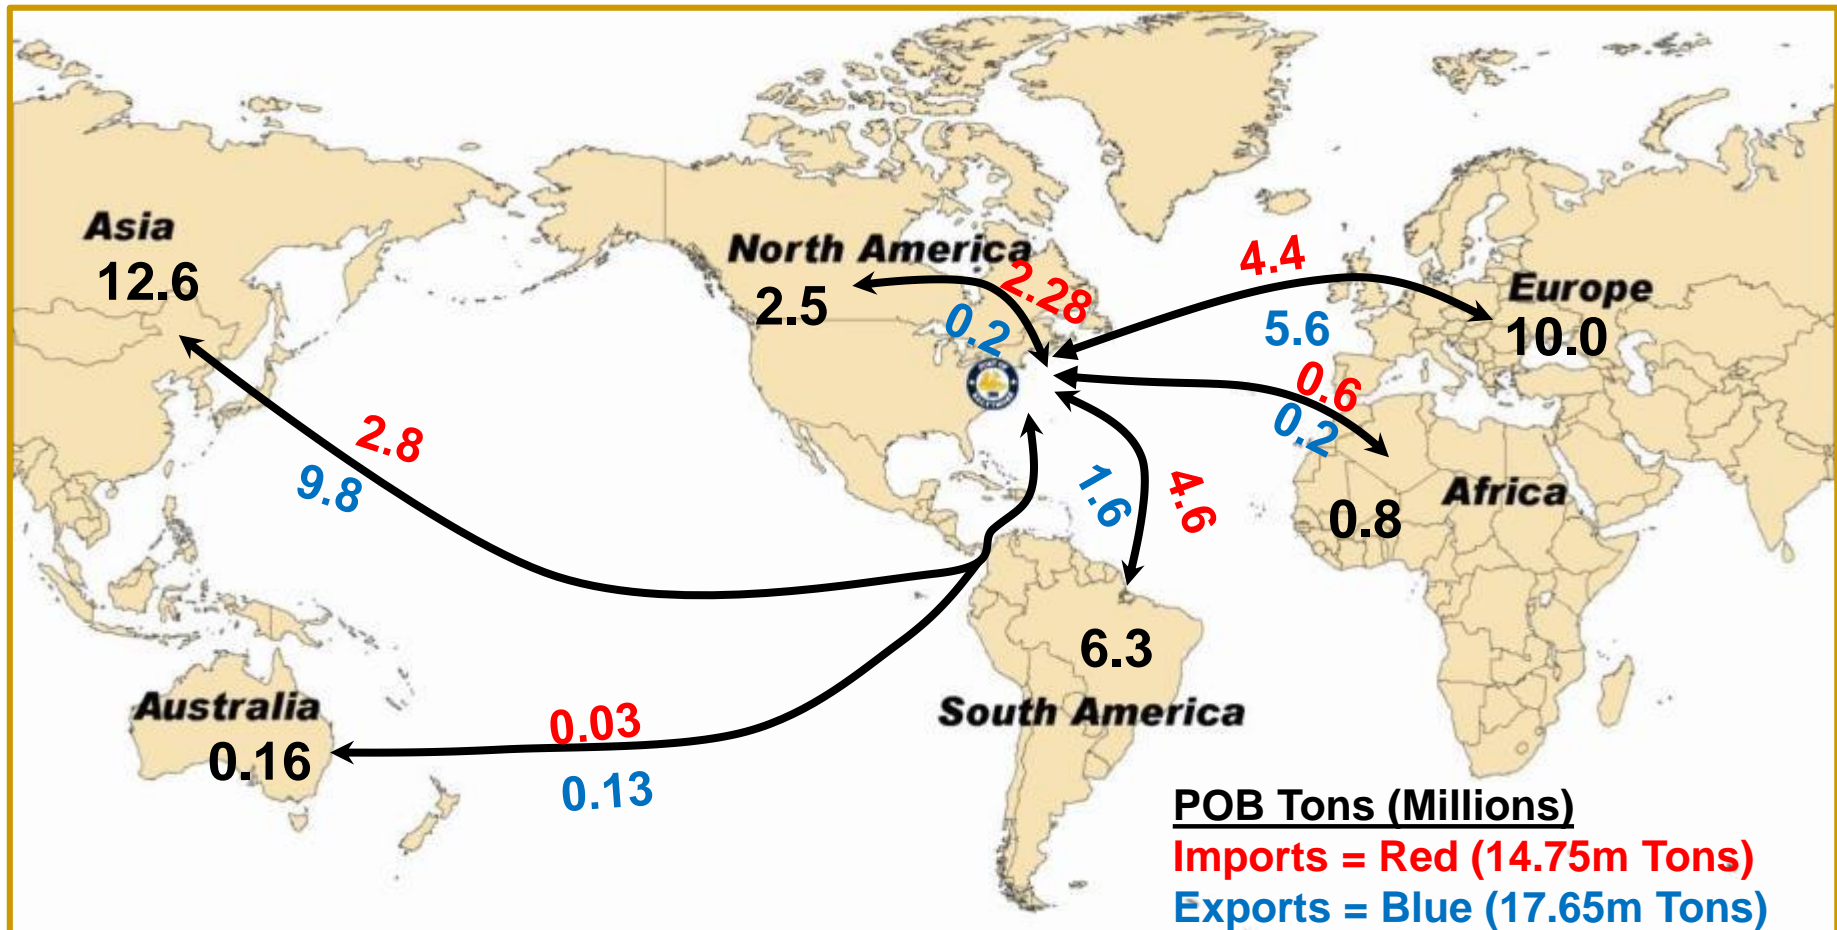 Asia
12.6
North America
2.5
2.28
0.2
4.4
5.6
Europe
10.0
0.6
0.2
Africa
0.8
2.8
9.8
1.6
4.6
6.3
South America
Australia
0.16
0.03
0.13
POB Tons (Millions)
Imports = Red (14.75m Tons)
Exports = Blue (17.65m Tons)